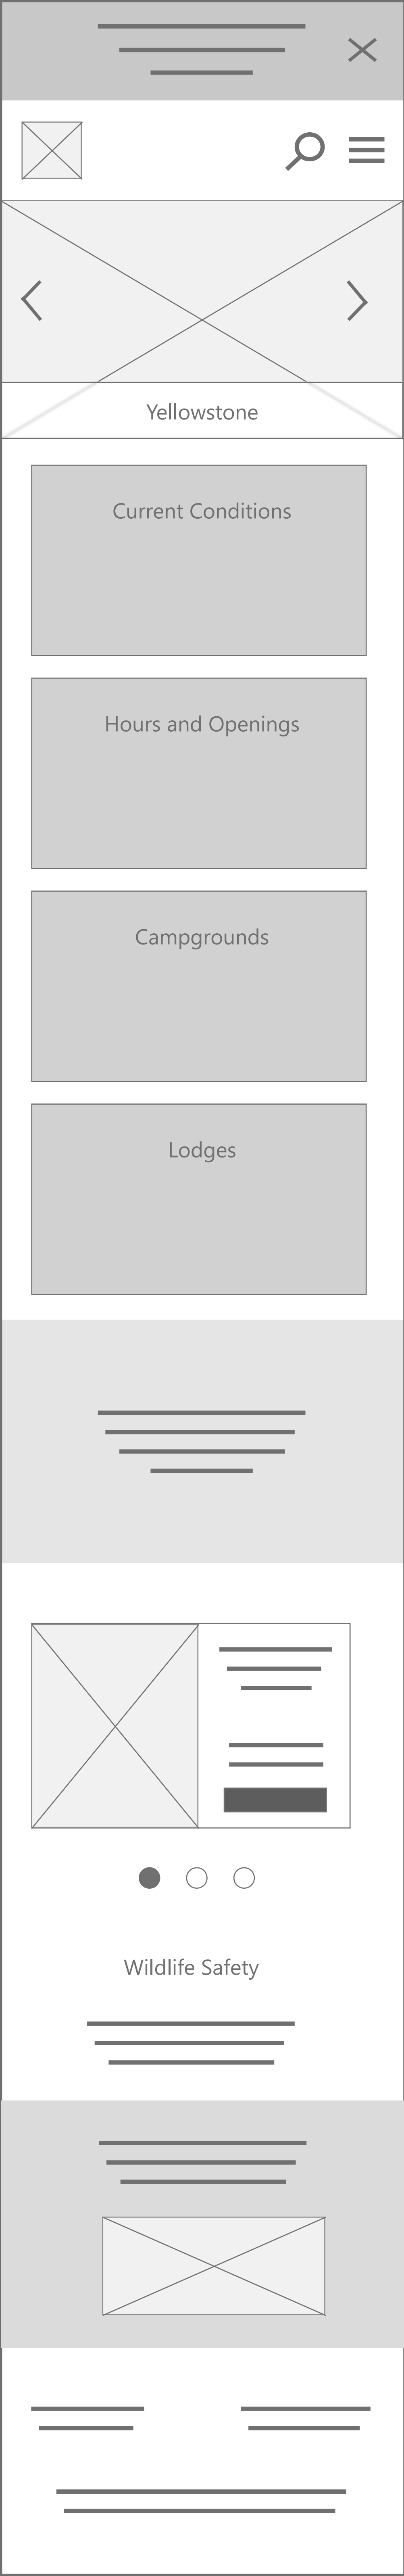 Yellowstone
Current Conditions
Hours and Openings
Campgrounds
Lodges
Wildlife Safety